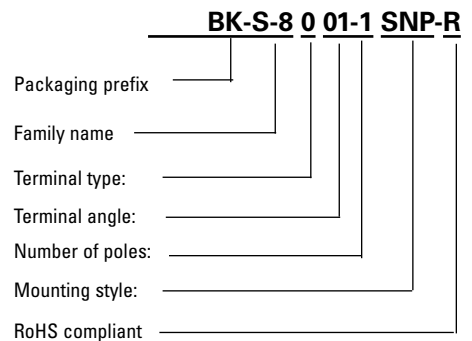 BK-S-8 0 01-1 SNP-R
Packaging prefix
Family name
Terminal type:
Terminal angle:
Number of poles:
Mounting style:
RoHS compliant